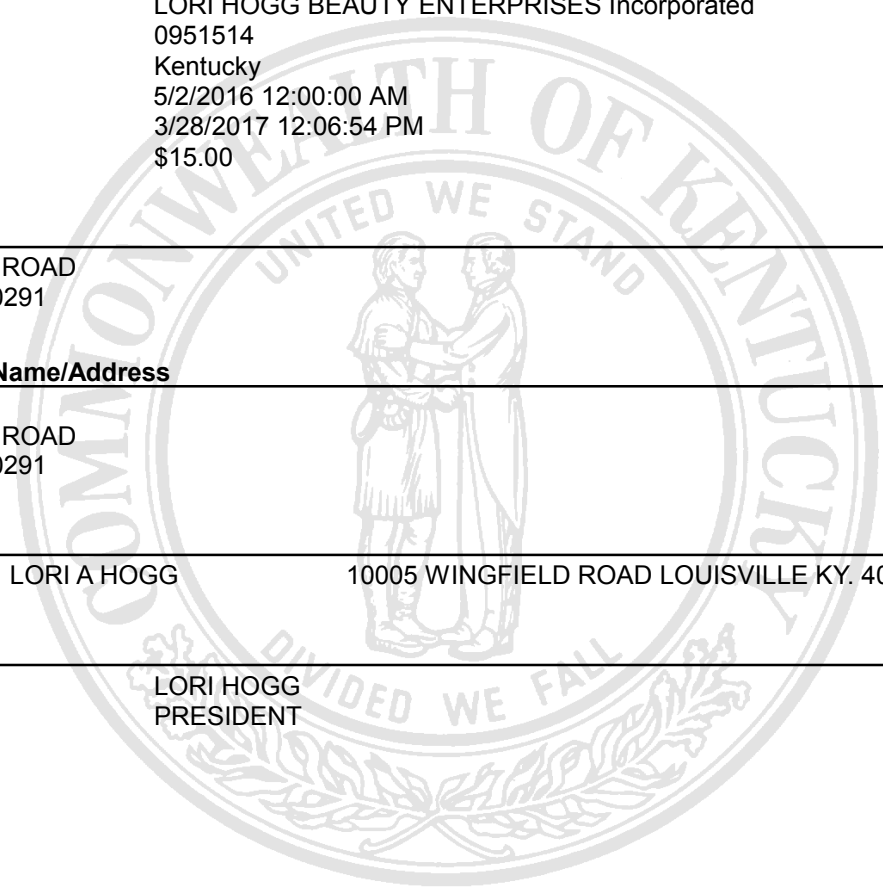 LORI HOGG BEAUTY ENTERPRISES Incorporated
0951514
Kentucky
5/2/2016 12:00:00 AM
3/28/2017 12:06:54 PM
$15.00
ROAD
0291
Name/Address
ROAD
0291
LORI A HOGG 10005 WINGFIELD ROAD LOUISVILLE KY. 40
LORI HOGG
PRESIDENT
COMMONWEALTH OF KENTUCKY
UNITED WE STAND
DIVIDED WE FALL